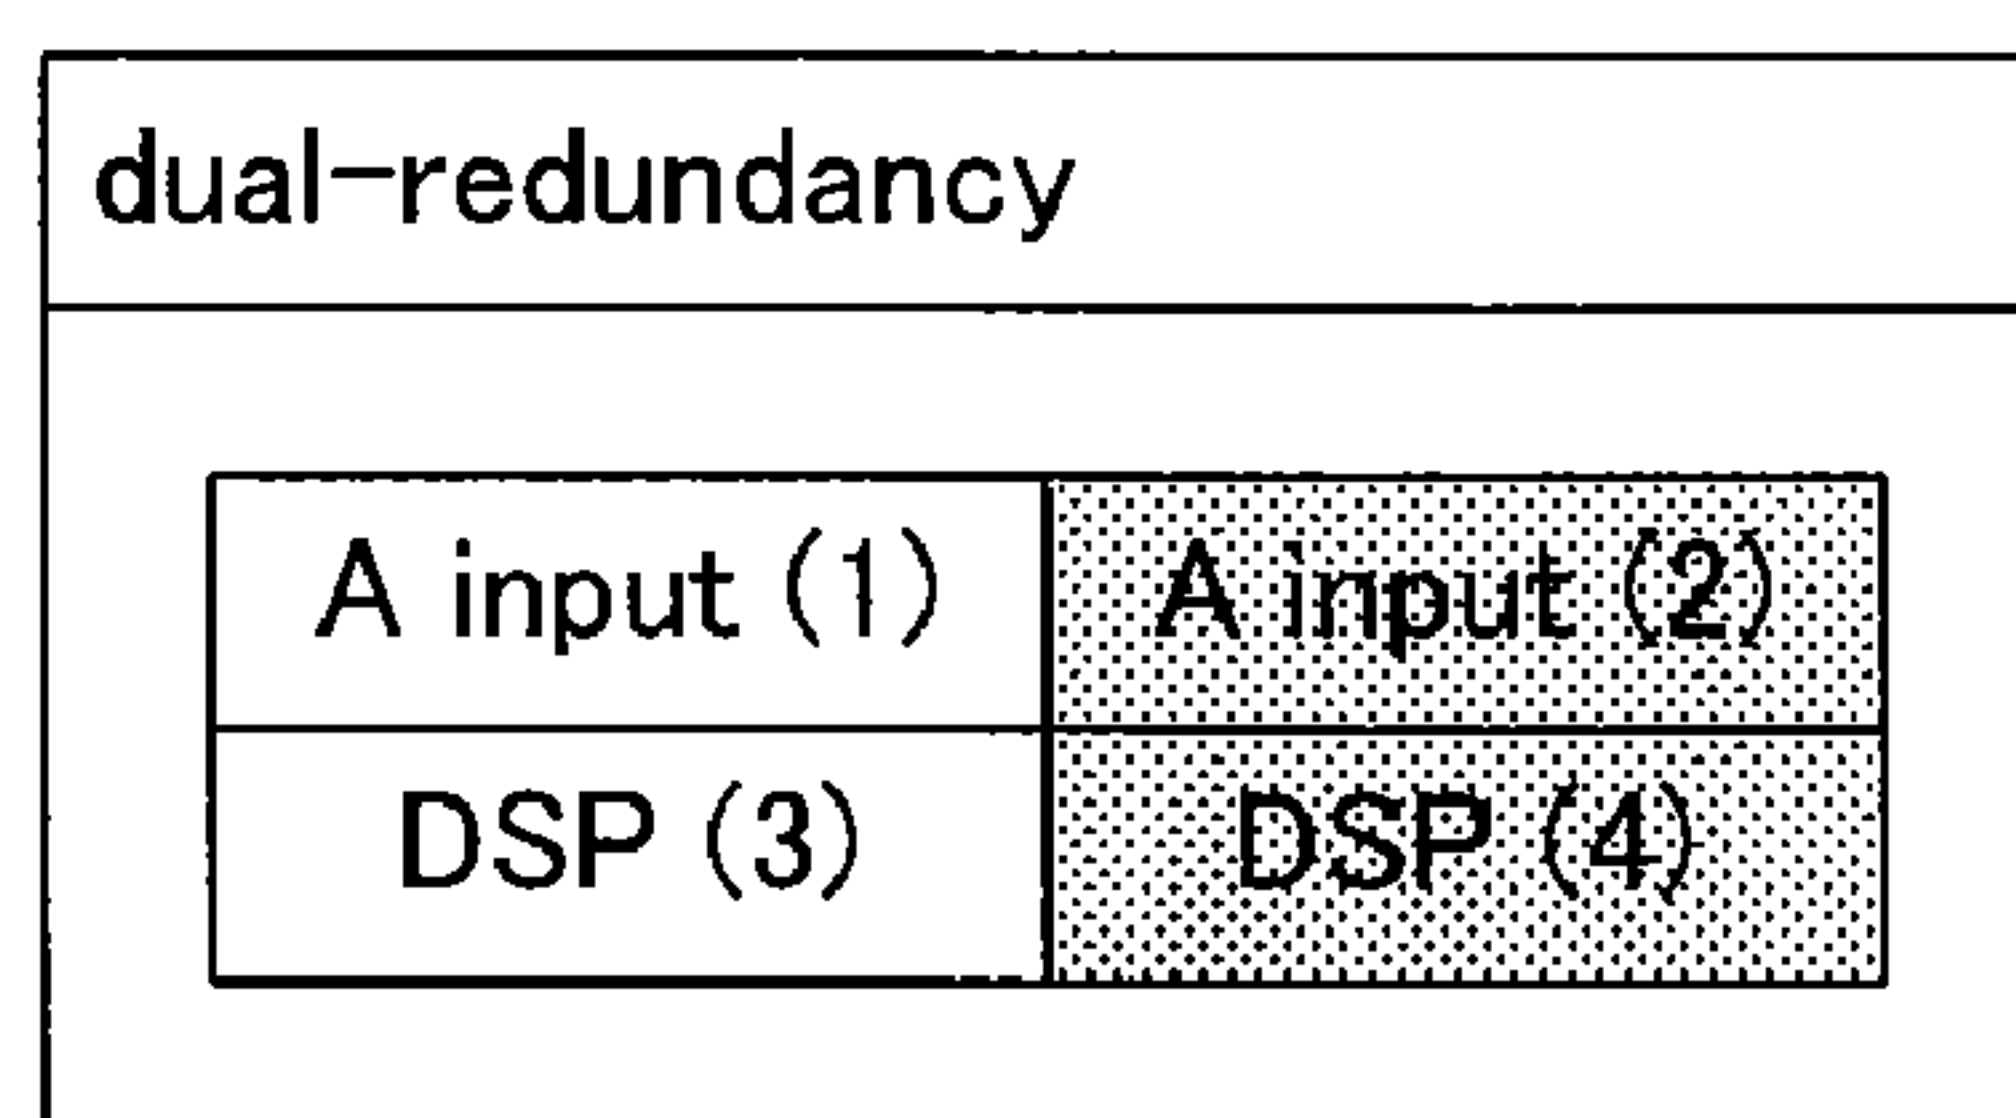 dual-redundancy
A input (1) A input (2)
DSP (3) DSP (4)